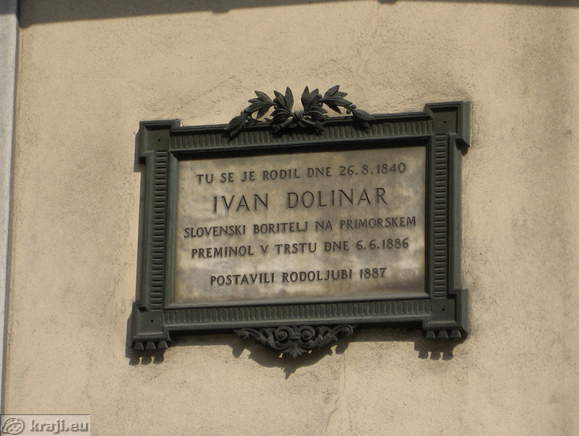 TU SE JE RODIL DNE 26.8.1840
IVAN DOLINAR
SLOVENSKI BORITELJ NA PRIMORSKEM
PREMINOL V TRSTU DNE 6.6.1886
POSTAVILI RODOLJUBI 1887
kraji.eu